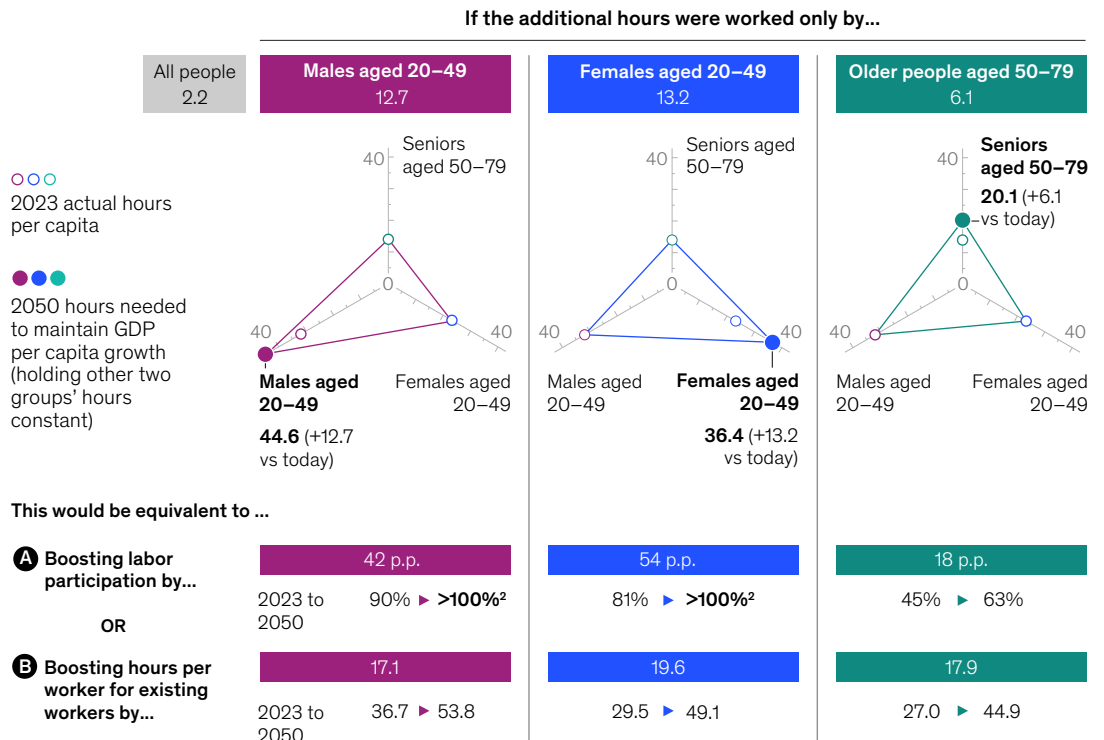 If the additional hours were worked only by...
All people
2.2
Males aged 20–49
12.7
Females aged 20–49
13.2
Older people aged 50–79
6.1
2023 actual hours
per capita
2050 hours needed
to maintain GDP
per capita growth
(holding other two
groups’ hours
constant)
40
Seniors
aged 50–79
0
40
40
Males aged
20–49
44.6 (+12.7
vs today)
Females aged
20–49
40
Seniors aged
50–79
0
40
40
Males aged
20–49
Females aged
20–49
36.4 (+13.2
vs today)
40
Seniors
aged 50–79
20.1 (+6.1
vs today)
0
40
40
Males aged
20–49
Females aged
20–49
This would be equivalent to ...
A Boosting labor
participation by...
42 p.p.
54 p.p.
18 p.p.
2023 to
2050
90% ▶ >100%²
81% ▶ >100%²
45% ▶ 63%
OR
B Boosting hours per
worker for existing
workers by...
17.1
19.6
17.9
2023 to
2050
36.7 ▶ 53.8
29.5 ▶ 49.1
27.0 ▶ 44.9